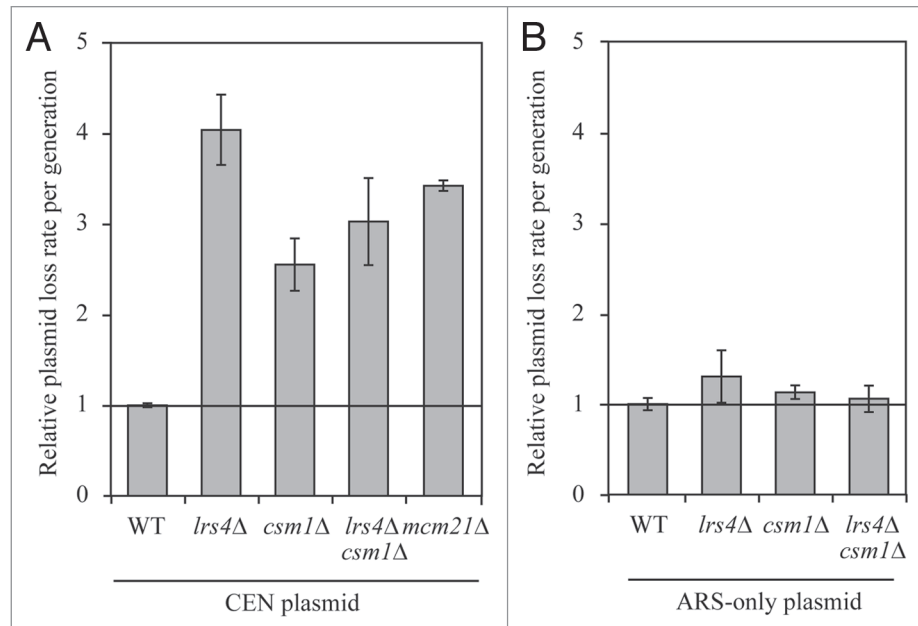 A
Relative plasmid loss rate per generation
5
4
3
2
1
0
WT lrs4Δ csm1Δ lrs4Δ mcm21Δ
csm1Δ
CEN plasmid
B
Relative plasmid loss rate per generation
5
4
3
2
1
0
WT lrs4Δ csm1Δ lrs4Δ
csm1Δ
ARS-only plasmid